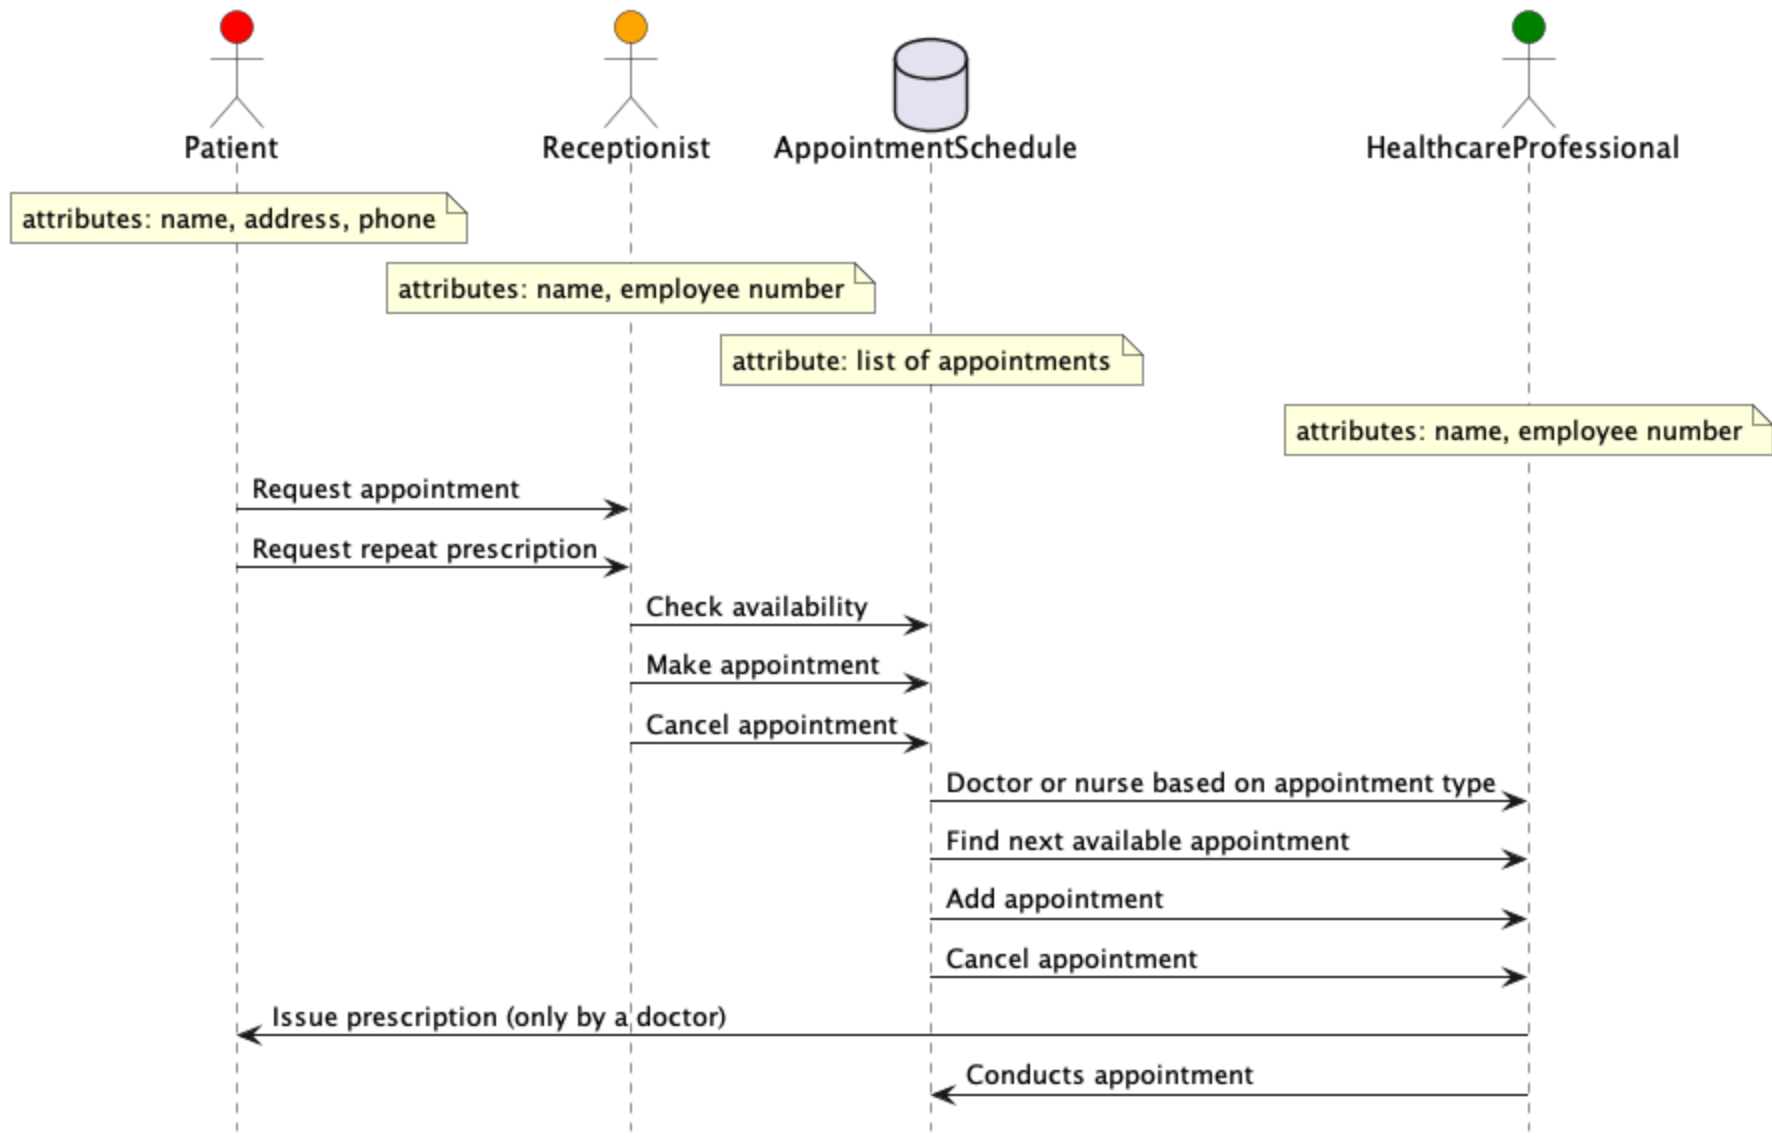 Patient
Receptionist
AppointmentSchedule
HealthcareProfessional
attributes: name, address, phone
attributes: name, employee number
attribute: list of appointments
attributes: name, employee number
Request appointment
Request repeat prescription
Check availability
Make appointment
Cancel appointment
Doctor or nurse based on appointment type
Find next available appointment
Add appointment
Cancel appointment
Issue prescription (only by a doctor)
Conducts appointment